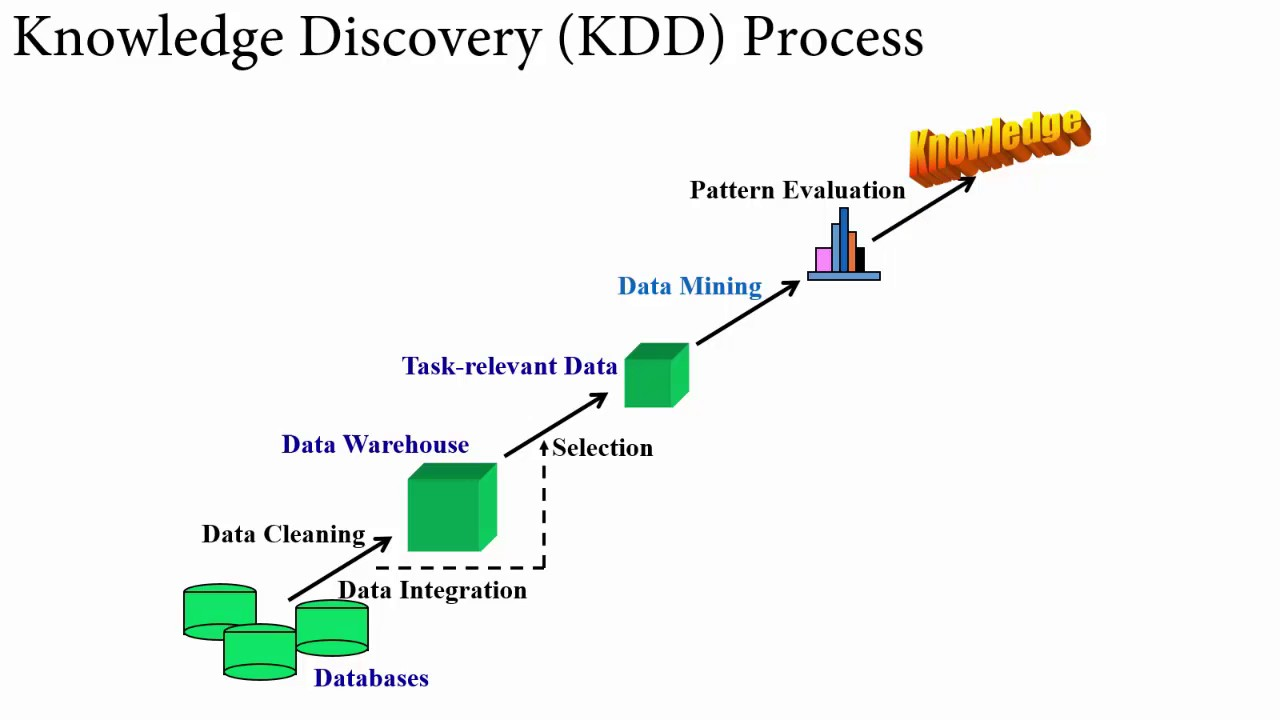 Knowledge Discovery (KDD) Process
Knowledge
Pattern Evaluation
Data Mining
Task-relevant Data
Data Warehouse
Selection
Data Cleaning
Data Integration
Databases